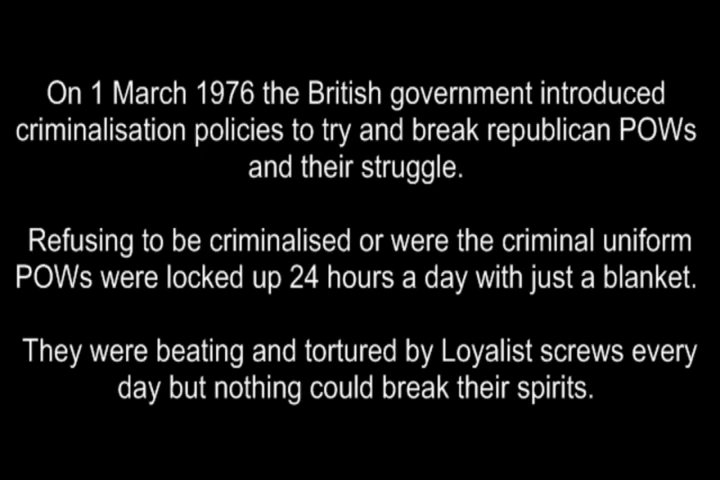 On 1 March 1976 the British government introduced
criminalisation policies to try and break republican POWs
and their struggle.
Refusing to be criminalised or were the criminal uniform
POWs were locked up 24 hours a day with just a blanket.
They were beating and tortured by Loyalist screws every
day but nothing could break their spirits.